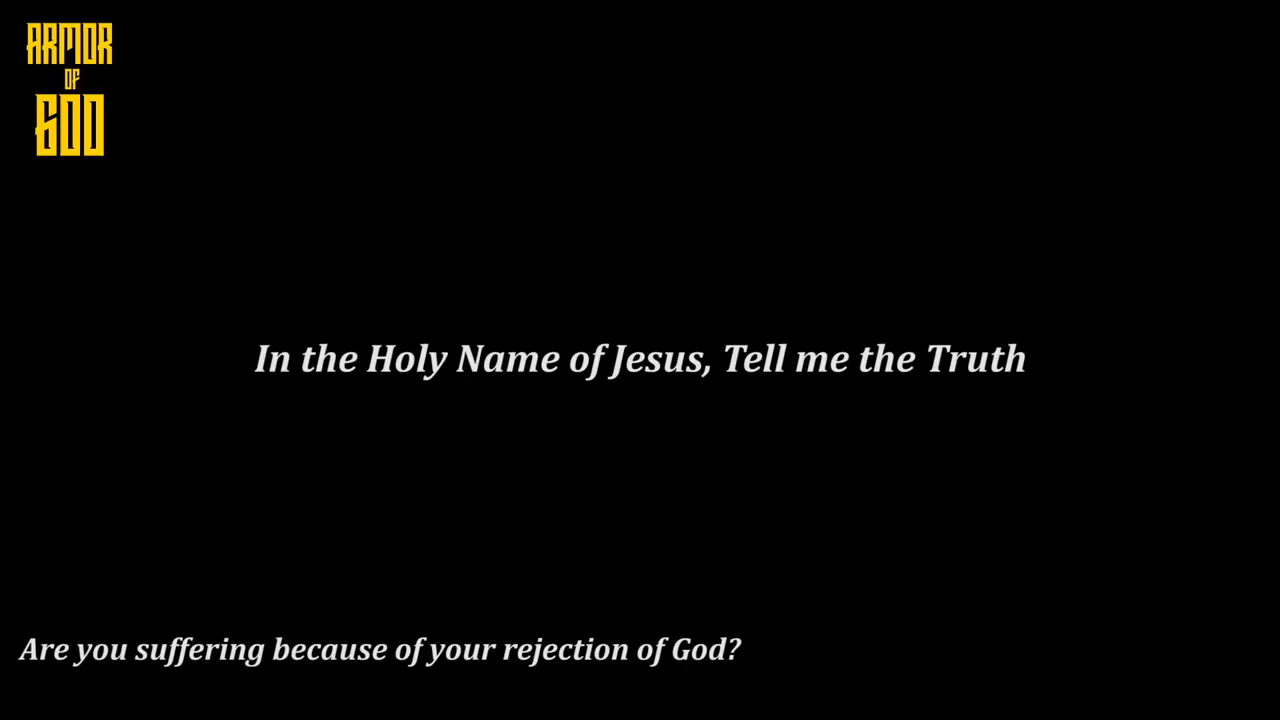 ARMOR
OF
GOD
In the Holy Name of Jesus, Tell me the Truth
Are you suffering because of your rejection of God?